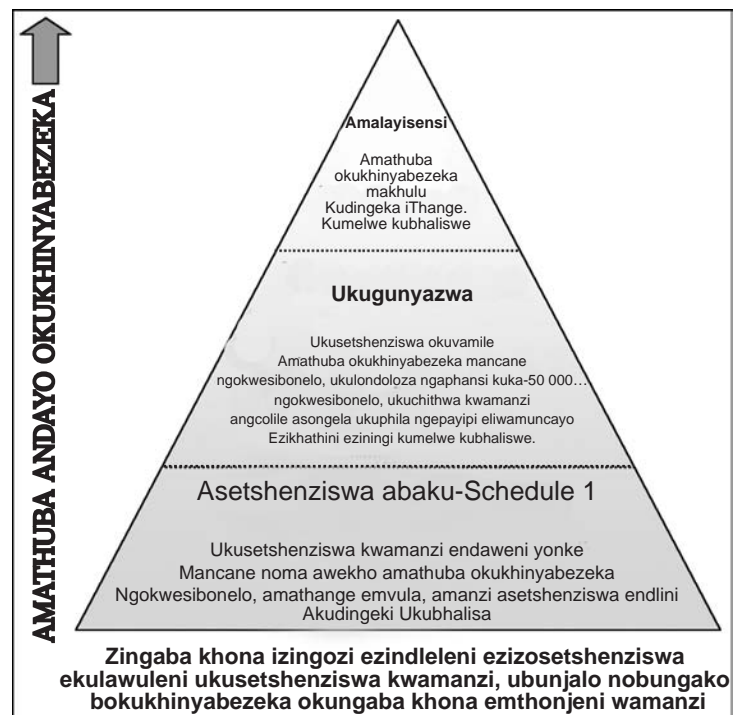 AMATHUBA ANDAYO OKUKHINYABEZEKA
Amalayisensi
Amathuba
okukhinyabezeka
makhulu
Kudingeka iThange.
Kumelwe kubhaliswe
Ukugunyazwa
Ukusetshenziswa okuvamile
Amathuba okukhinyabezeka mancane
ngokwesibonelo, ukulondoloza ngaphansi kuka-50 000…
ngokwesibonelo, ukuchithwa kwamanzi
angcolile asongela ukuphila ngepayipi eliwamuncayo
Ezikhathini eziningi kumelwe kubhaliswe.
Asetshenziswa abaku-Schedule 1
Ukusetshenziswa kwamanzi endaweni yonke
Mancane noma awekho amathuba okukhinyabezeka
Ngokwesibonelo, amathange emvula, amanzi asetshenziswa endlini
Akudingeki Ukubhalisa
Zingaba khona izingozi ezindleleni ezizosetshenziswa
ekulawuleni ukusetshenziswa kwamanzi, ubunjalo nobungako
bokukhinyabezeka okungaba khona emthonjeni wamanzi